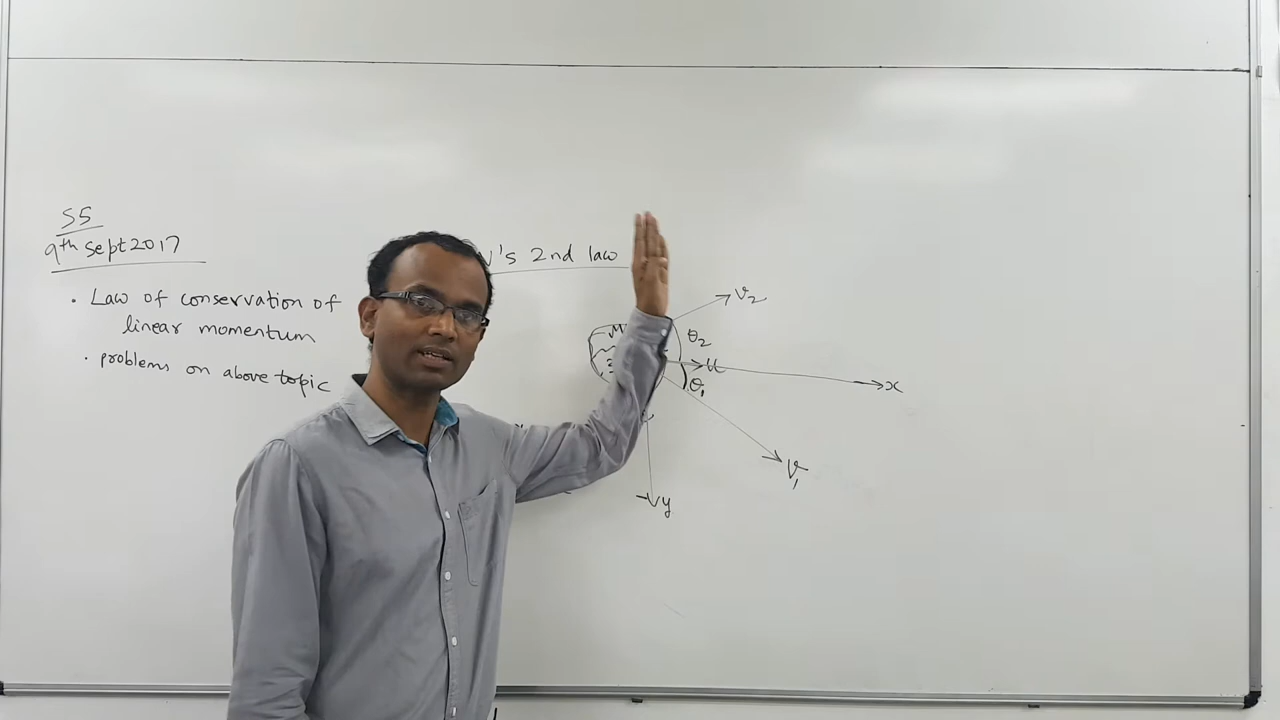 S5
9th sept 2017
• Law of conservation of
linear momentum
• problems on above topic
's 2nd law
M
v₂
θ₂
u
x
θ₁
v₁
y